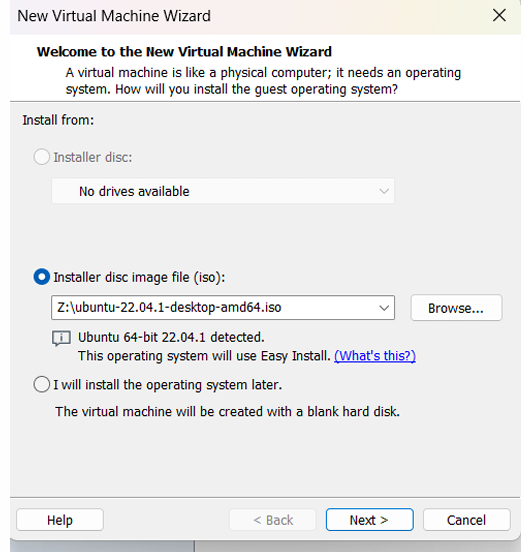 New Virtual Machine Wizard
Welcome to the New Virtual Machine Wizard
A virtual machine is like a physical computer; it needs an operating
system. How will you install the guest operating system?
Install from:
Installer disc:
No drives available
Installer disc image file (iso):
Z:\ubuntu-22.04.1-desktop-amd64.iso
Browse...
Ubuntu 64-bit 22.04.1 detected.
This operating system will use Easy Install. (What's this?)
I will install the operating system later.
The virtual machine will be created with a blank hard disk.
Help
< Back
Next >
Cancel